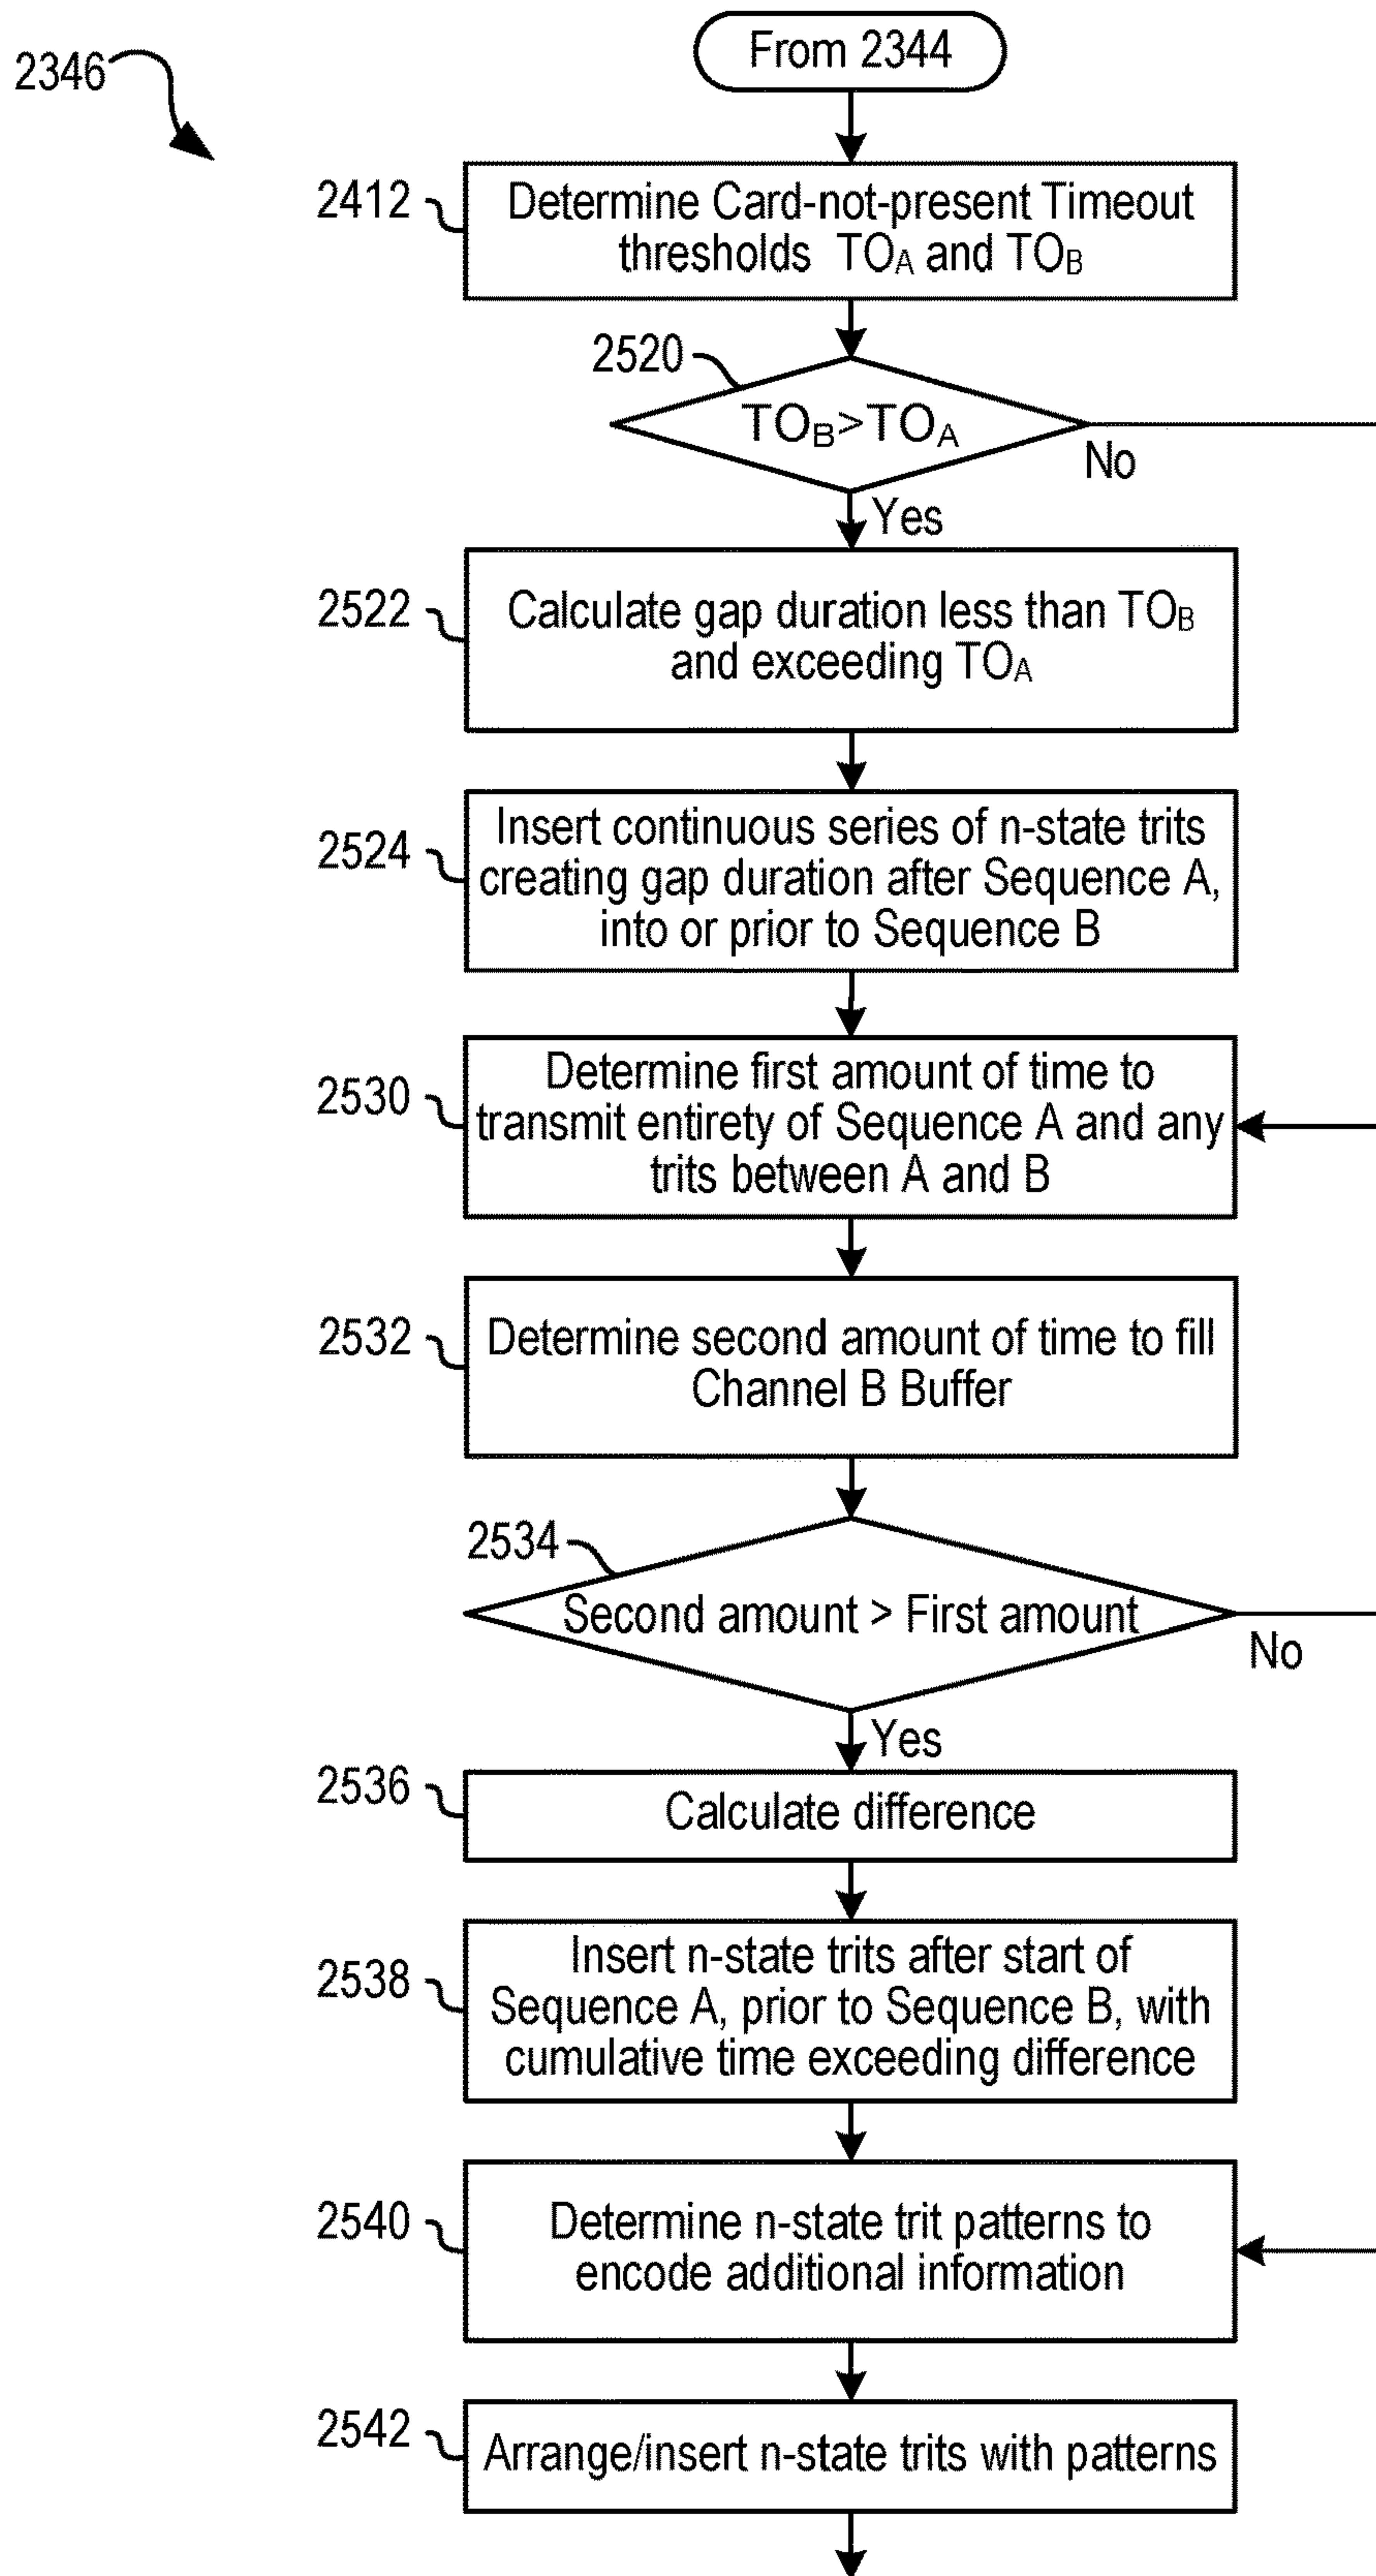 From 2344
2346
2412
Determine Card-not-present Timeout
thresholds TOA and TOB
2520
TOB>TOA
No
Yes
2522
Calculate gap duration less than TOB
and exceeding TOA
2524
Insert continuous series of n-state trits
creating gap duration after Sequence A,
into or prior to Sequence B
2530
Determine first amount of time to
transmit entirety of Sequence A and any
trits between A and B
2532
Determine second amount of time to fill
Channel B Buffer
2534
Second amount > First amount
No
Yes
2536
Calculate difference
2538
Insert n-state trits after start of
Sequence A, prior to Sequence B, with
cumulative time exceeding difference
2540
Determine n-state trit patterns to
encode additional information
2542
Arrange/insert n-state trits with patterns